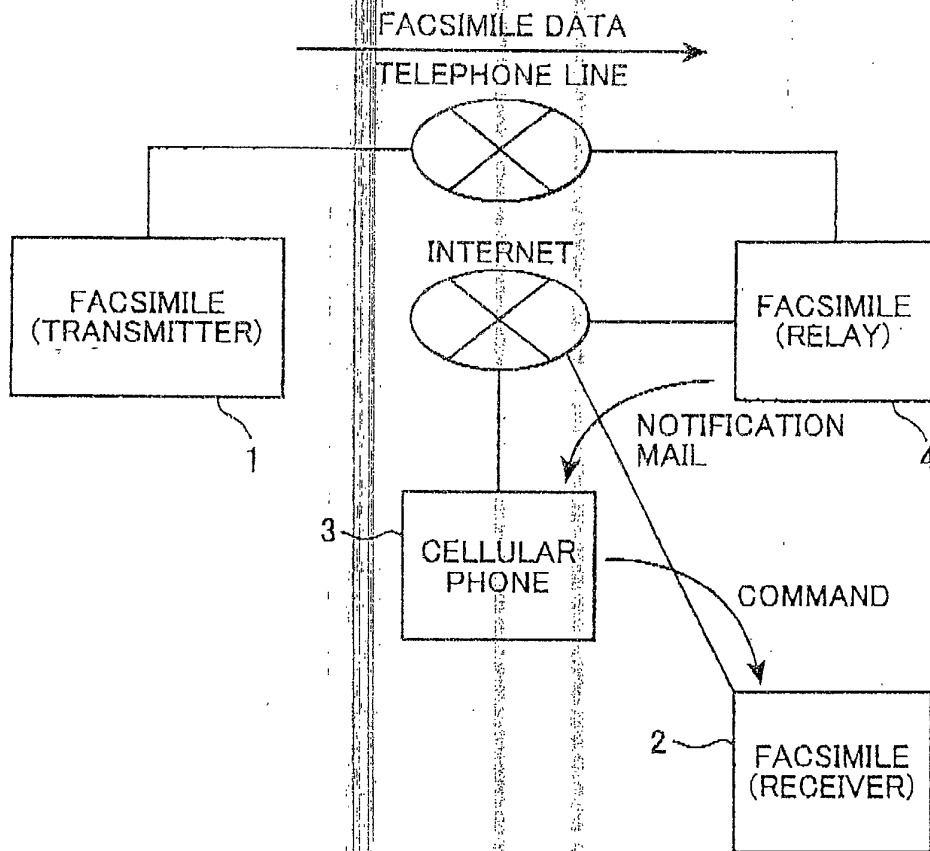 FACSIMILE DATA
TELEPHONE LINE
INTERNET
FACSIMILE
(TRANSMITTER)
1
FACSIMILE
(RELAY)
4
NOTIFICATION
MAIL
3
CELLULAR
PHONE
COMMAND
2
FACSIMILE
(RECEIVER)